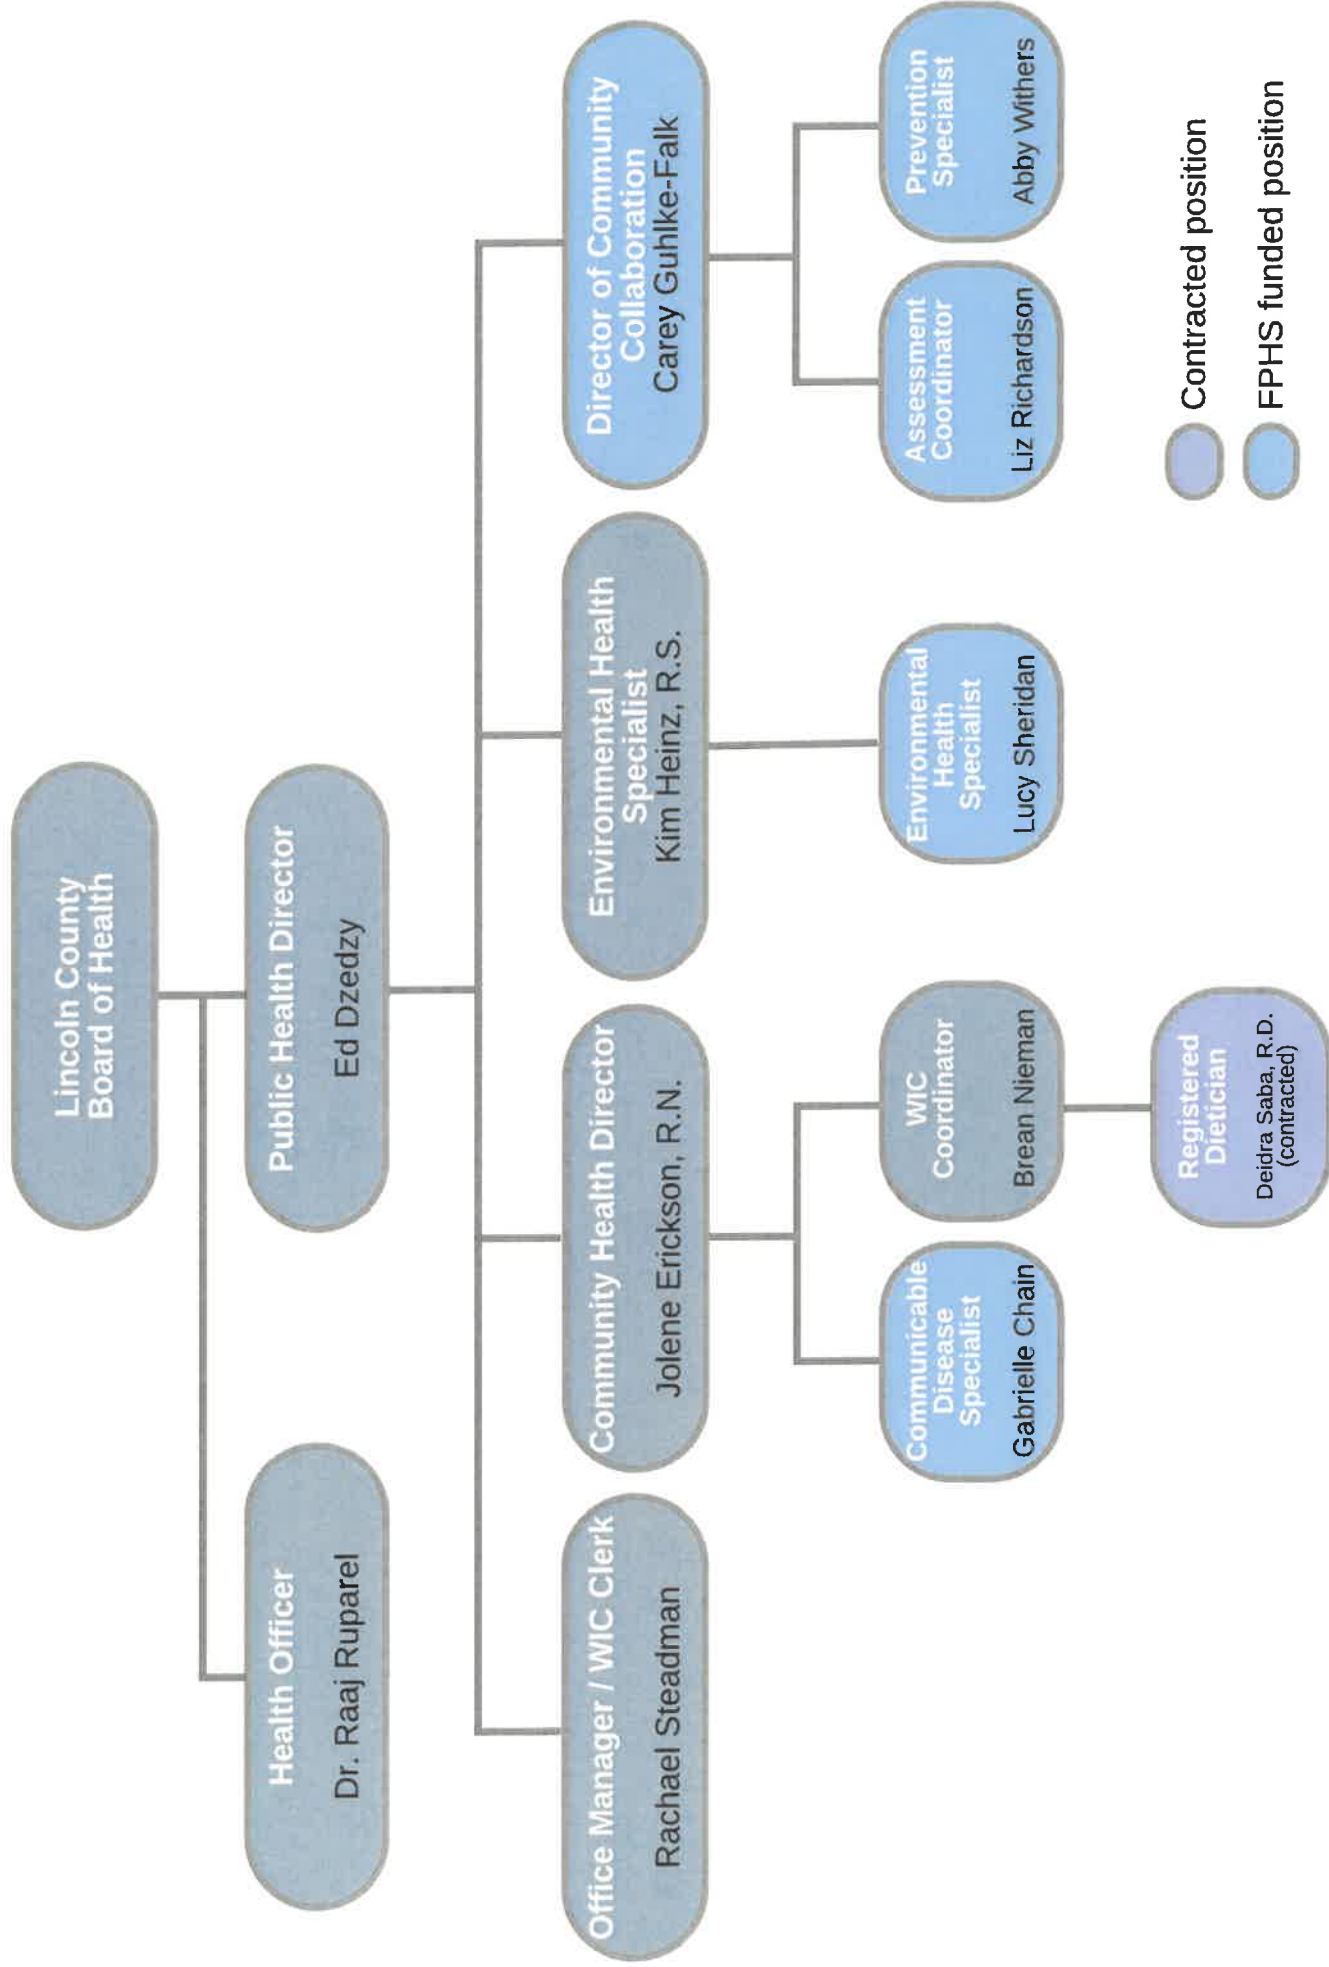 Lincoln County
Board of Health
Health Officer
Dr. Raaj Ruparel
Public Health Director
Ed Dzedzy
Office Manager / WIC Clerk
Rachael Steadman
Community Health Director
Jolene Erickson, R.N.
Environmental Health
Specialist
Kim Heinz, R.S.
Director of Community
Collaboration
Carey Guhlke-Falk
Communicable
Disease
Specialist
Gabrielle Chain
WIC
Coordinator
Brean Nieman
Environmental
Health
Specialist
Lucy Sheridan
Assessment
Coordinator
Liz Richardson
Prevention
Specialist
Abby Withers
Registered
Dietician
Deidra Saba, R.D.
(contracted)
Contracted position
FPHS funded position